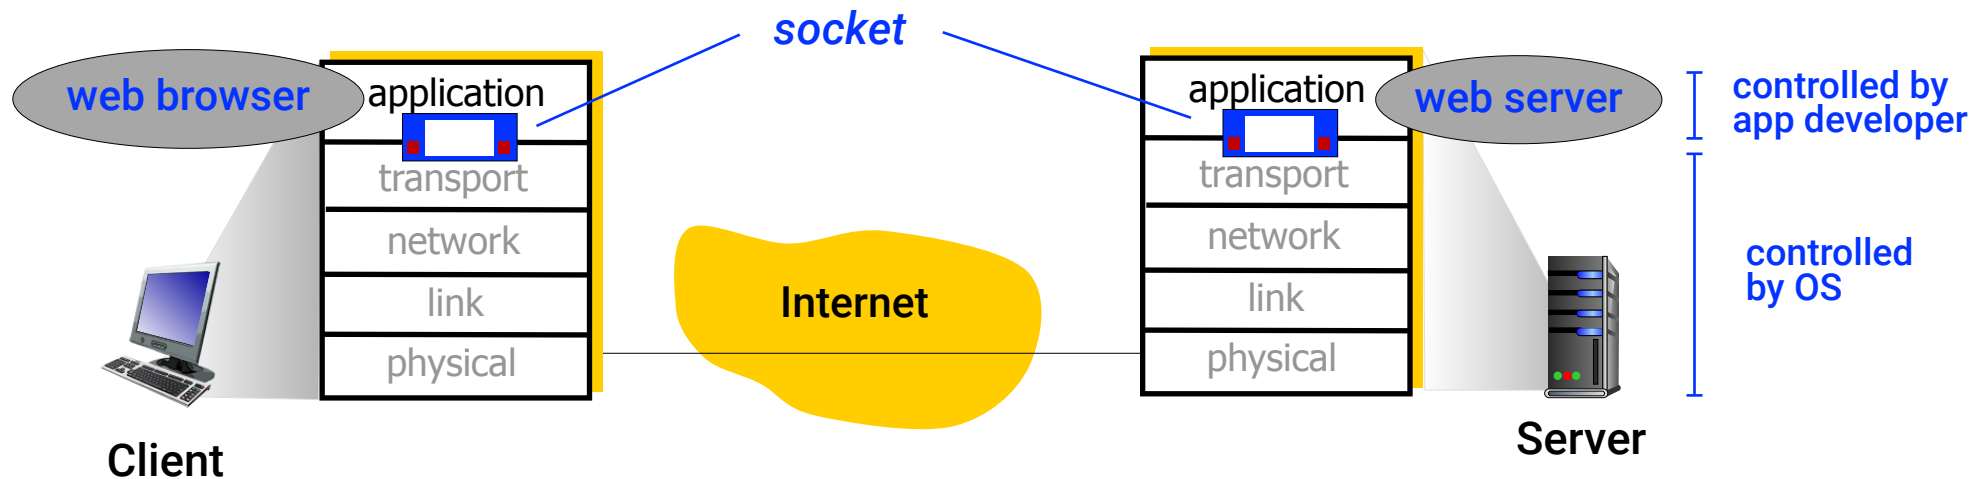 socket
web browser
application
transport
network
link
physical
Client
Internet
application
transport
network
link
physical
web server
Server
controlled by
app developer
controlled
by OS